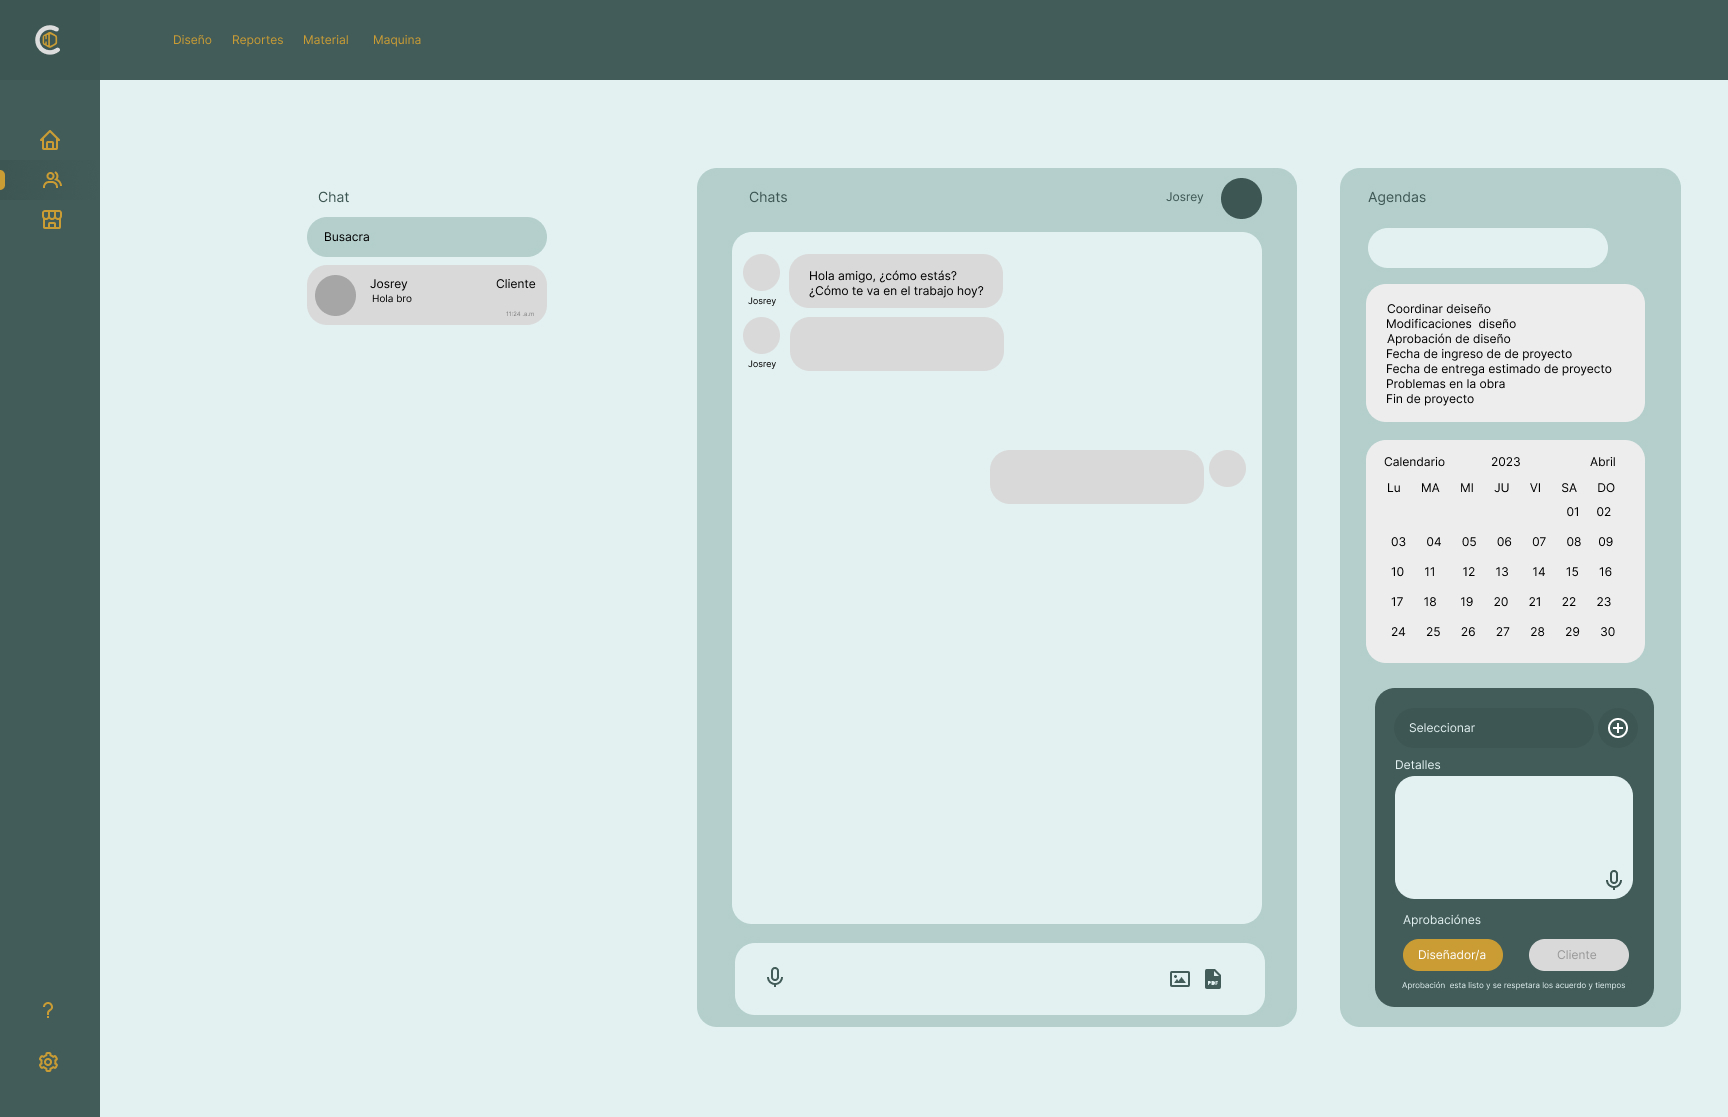 Diseño Reportes Material Maquina
Chat
Busacra
Josrey Cliente
Hola bro
11:24 a.m
Chats Josrey
Hola amigo, ¿cómo estás?
¿Cómo te va en el trabajo hoy?
Josrey
Josrey
PDF
Agendas
Coordinar deiseño
Modificaciones diseño
Aprobación de diseño
Fecha de ingreso de de proyecto
Fecha de entrega estimado de proyecto
Problemas en la obra
Fin de proyecto
Calendario 2023 Abril
Lu MA MI JU VI SA DO
01 02
03 04 05 06 07 08 09
10 11 12 13 14 15 16
17 18 19 20 21 22 23
24 25 26 27 28 29 30
Seleccionar
Detalles
Aprobaciónes
Diseñador/a Cliente
Aprobación esta listo y se respetara los acuerdo y tiempos